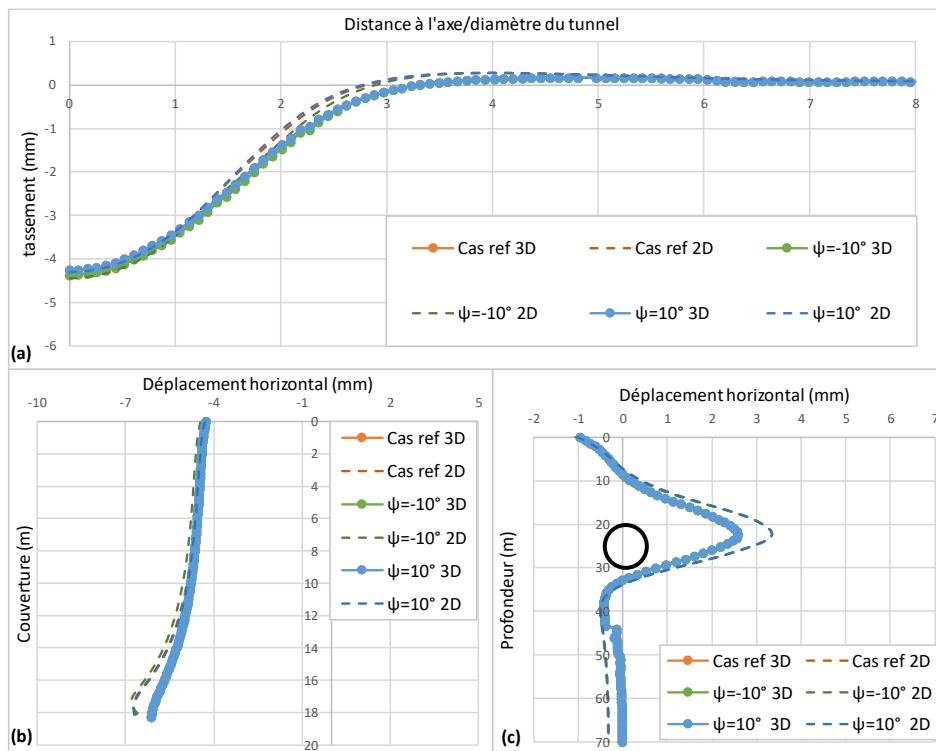 Distance à l'axe/diamètre du tunnel
1
0
-1
-2
-3
-4
-5
-6
0 1 2 3 4 5 6 7 8
tassement (mm)
Cas ref 3D Cas ref 2D ψ=-10° 3D
ψ=-10° 2D ψ=10° 3D ψ=10° 2D
(a)
Déplacement horizontal (mm)
-10 -7 -4 -1 2 5
0
2
4
6
8
10
12
14
16
18
20
Couverture (m)
Cas ref 3D
Cas ref 2D
ψ=-10° 3D
ψ=-10° 2D
ψ=10° 3D
ψ=10° 2D
(b)
Déplacement horizontal (mm)
-2 -1 0 1 2 3 4 5 6 7
0
10
20
30
40
50
60
70
Profondeur (m)
Cas ref 3D Cas ref 2D
ψ=-10° 3D ψ=-10° 2D
ψ=10° 3D ψ=10° 2D
(c)